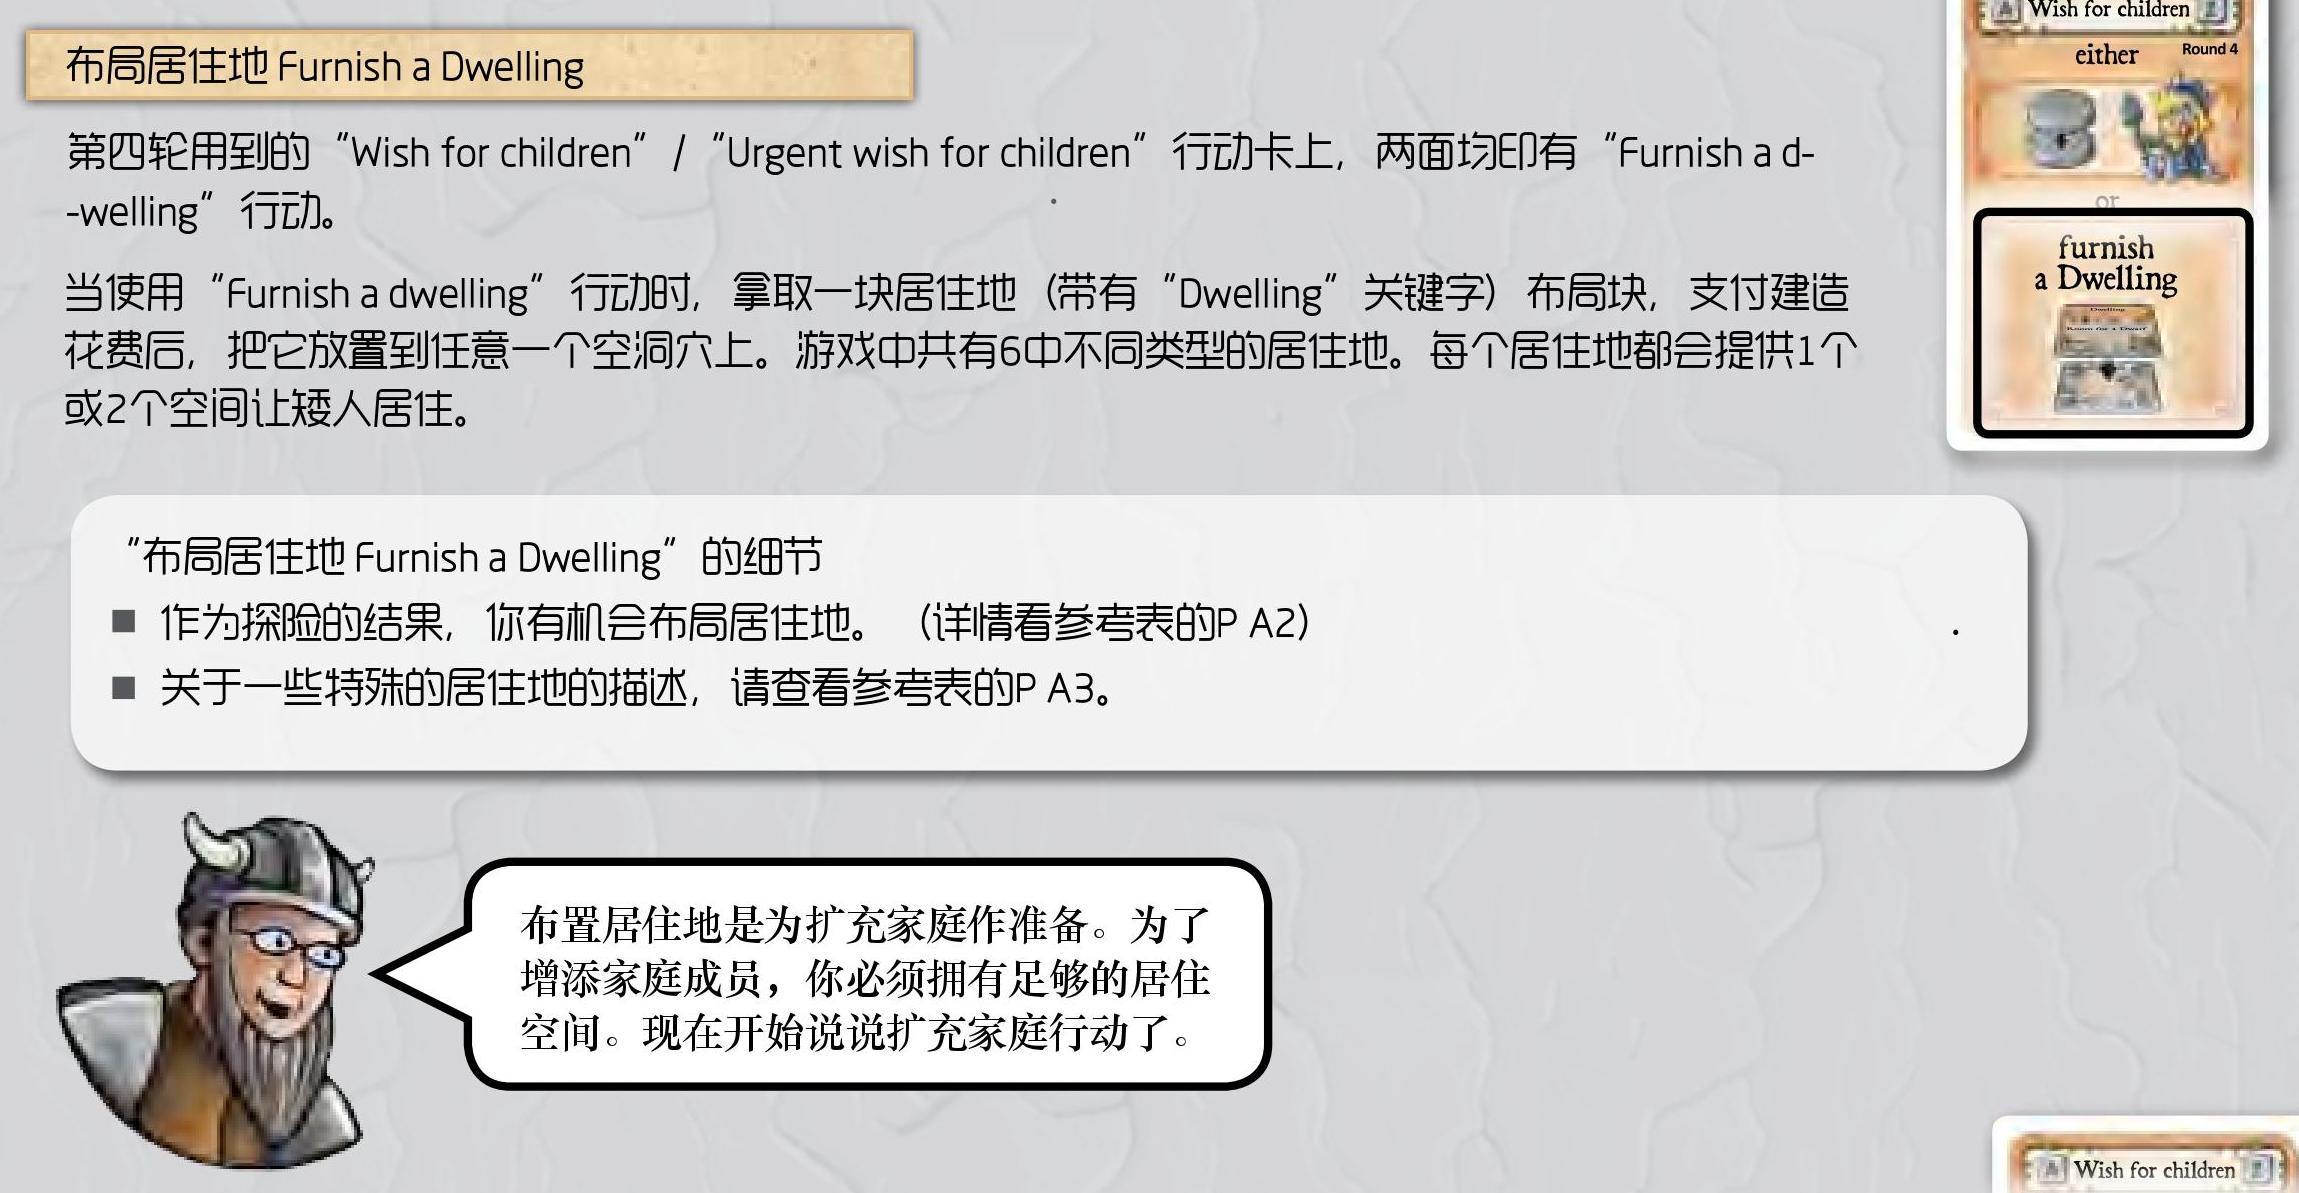 布局居住地 Furnish a Dwelling
第四轮用到的“Wish for children”/“Urgent wish for children”行动卡上，两面均印有“Furnish a d-
-welling”行动。
当使用“Furnish a dwelling”行动时，拿取一块居住地（带有“Dwelling”关键字）布局块，支付建造
花费后，把它放置到任意一个空洞穴上。游戏中共有6中不同类型的居住地。每个居住地都会提供1个
或2个空间让矮人居住。
Wish for children
either
Round 4
or
furnish
a Dwelling
Dwelling
Room for a Dwarf
“布局居住地 Furnish a Dwelling”的细节
■ 作为探险的结果，你有机会布局居住地。（详情看参考表的P A2）
■ 关于一些特殊的居住地的描述，请查看参考表的P A3。
布置居住地是为扩充家庭作准备。为了
增添家庭成员，你必须拥有足够的居住
空间。现在开始说说扩充家庭行动了。
A Wish for children